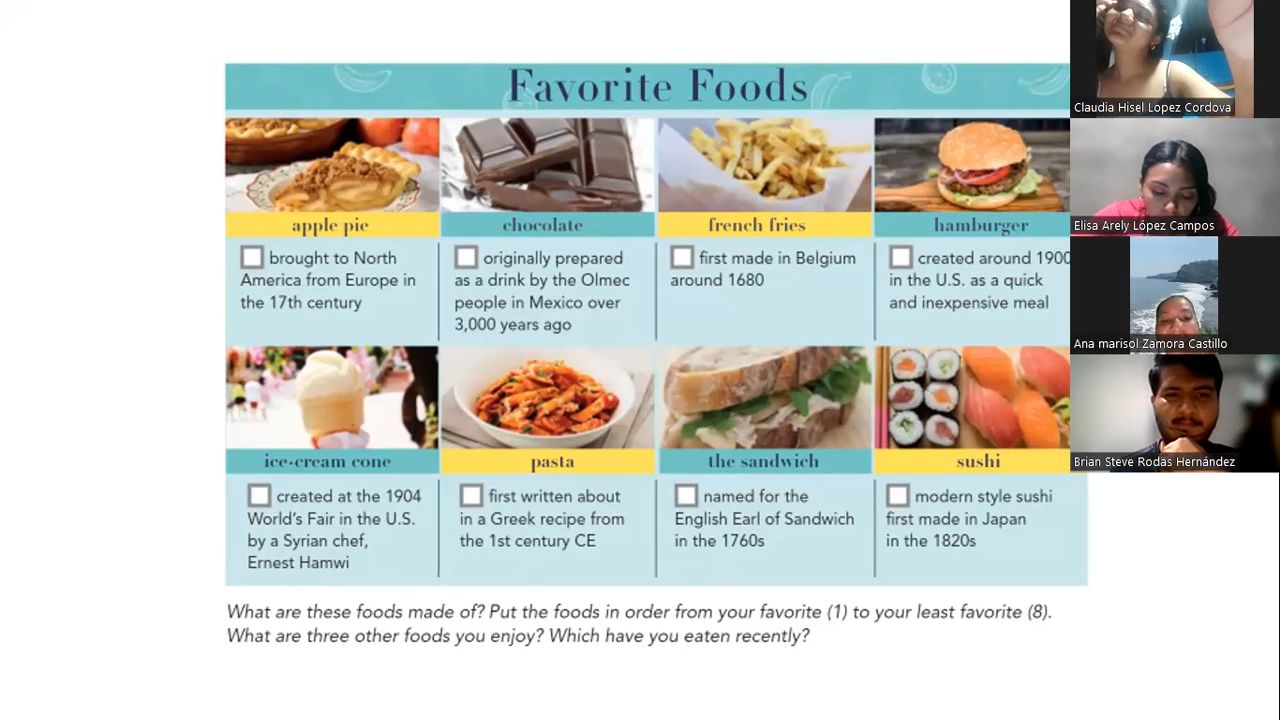 Favorite Foods
apple pie
brought to North
America from Europe in
the 17th century
chocolate
originally prepared
as a drink by the Olmec
people in Mexico over
3,000 years ago
french fries
first made in Belgium
around 1680
hamburger
created around 1900
in the U.S. as a quick
and inexpensive meal
ice-cream cone
created at the 1904
World's Fair in the U.S.
by a Syrian chef,
Ernest Hamwi
pasta
first written about
in a Greek recipe from
the 1st century CE
the sandwich
named for the
English Earl of Sandwich
in the 1760s
sushi
modern style sushi
first made in Japan
in the 1820s
What are these foods made of? Put the foods in order from your favorite (1) to your least favorite (8).
What are three other foods you enjoy? Which have you eaten recently?
Claudia Hisel Lopez Cordova
Elisa Arely López Campos
Ana marisol Zamora Castillo
Brian Steve Rodas Hernández